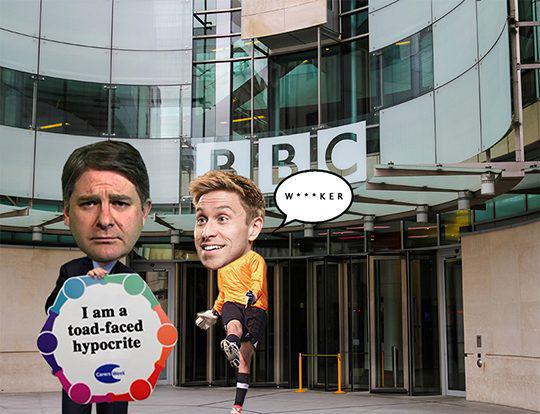 BBC
W***KER
I am a
toad-faced
hypocrite
Carers Week